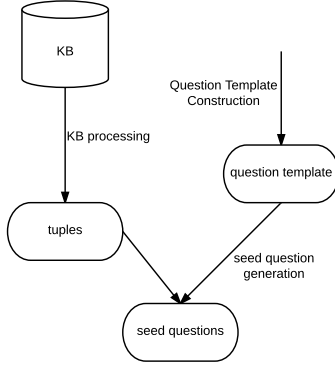 KB
Question Template
Construction
KB processing
question template
tuples
seed question
generation
seed questions